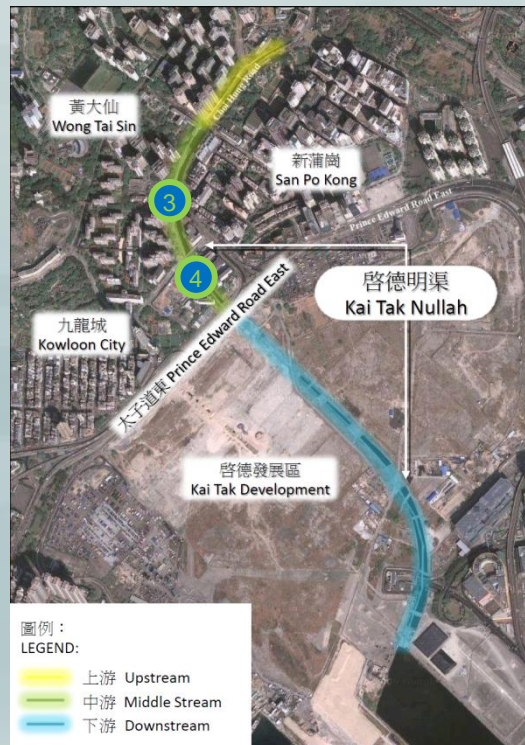 Choi Hung Road
黃大仙
Wong Tai Sin
新蒲崗
San Po Kong
Prince Edward Road East
3
4
啓德明渠
Kai Tak Nullah
九龍城
Kowloon City
太子道東 Prince Edward Road East
啓德發展區
Kai Tak Development
圖例：
LEGEND:
上游 Upstream
中游 Middle Stream
下游 Downstream